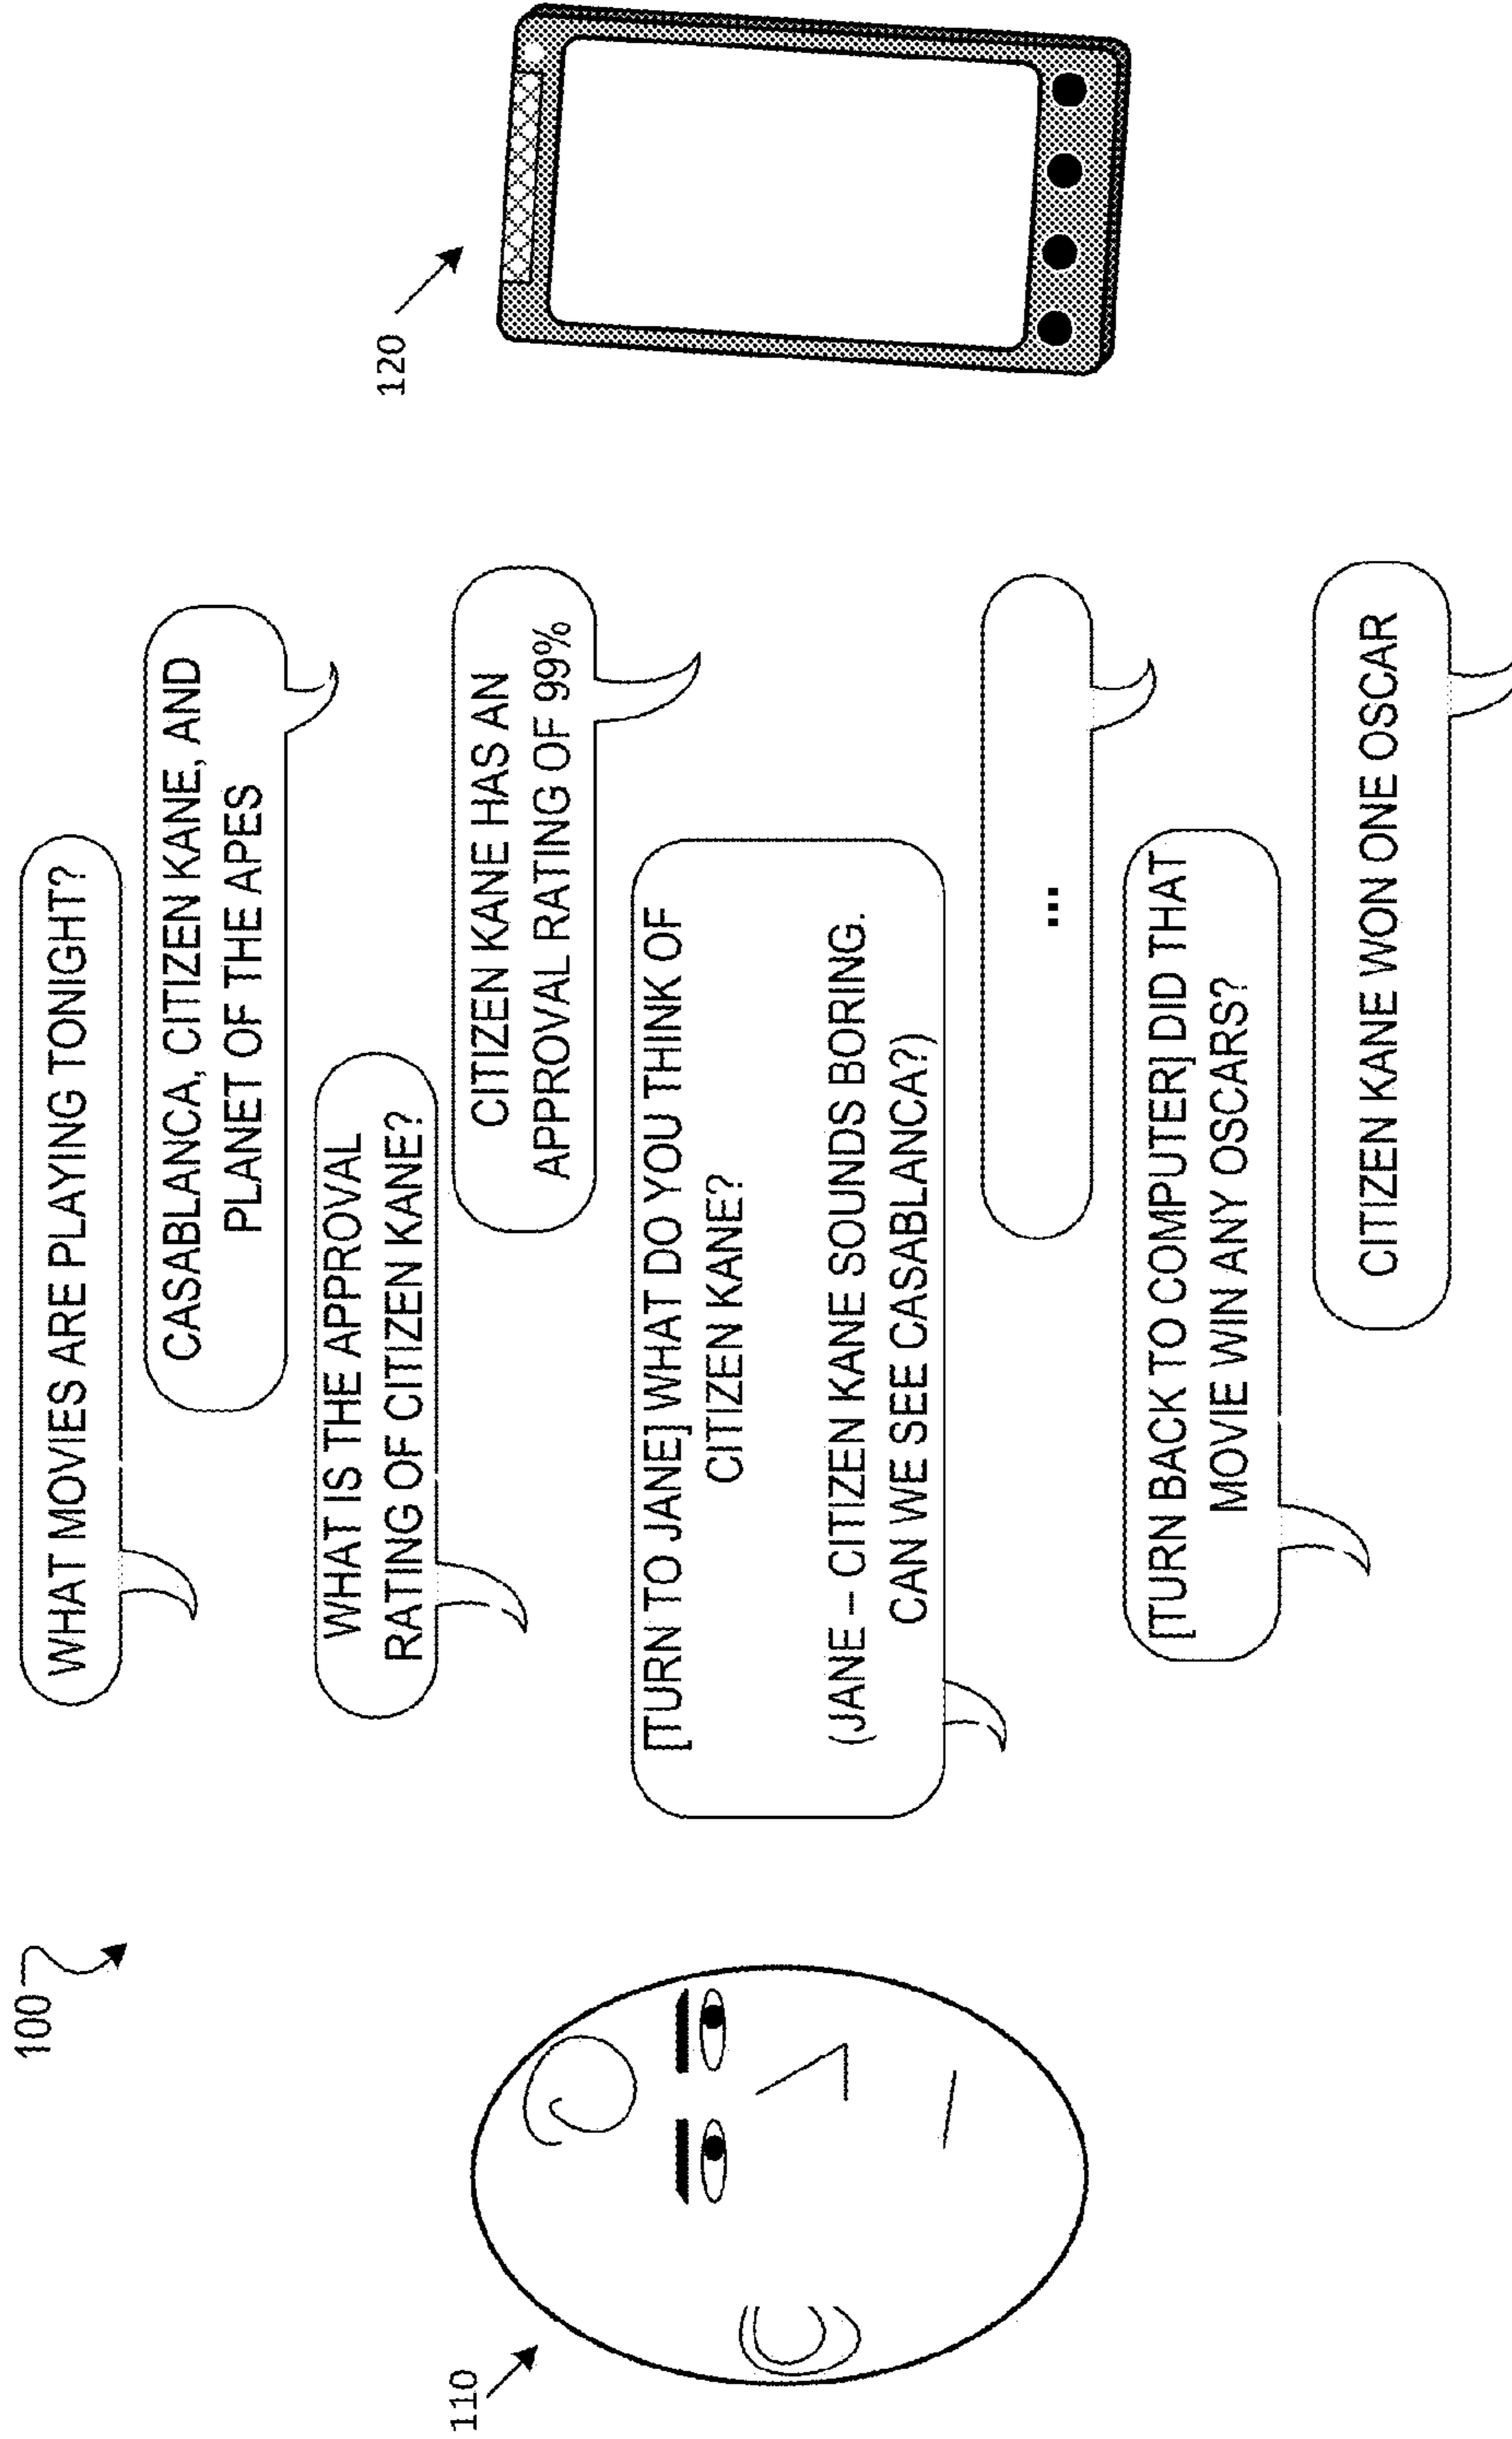 100
110
120
WHAT MOVIES ARE PLAYING TONIGHT?
CASABLANCA, CITIZEN KANE, AND
PLANET OF THE APES
WHAT IS THE APPROVAL
RATING OF CITIZEN KANE?
CITIZEN KANE HAS AN
APPROVAL RATING OF 99%
[TURN TO JANE] WHAT DO YOU THINK OF
CITIZEN KANE?
(JANE – CITIZEN KANE SOUNDS BORING.
CAN WE SEE CASABLANCA?)
...
[TURN BACK TO COMPUTER] DID THAT
MOVIE WIN ANY OSCARS?
CITIZEN KANE WON ONE OSCAR